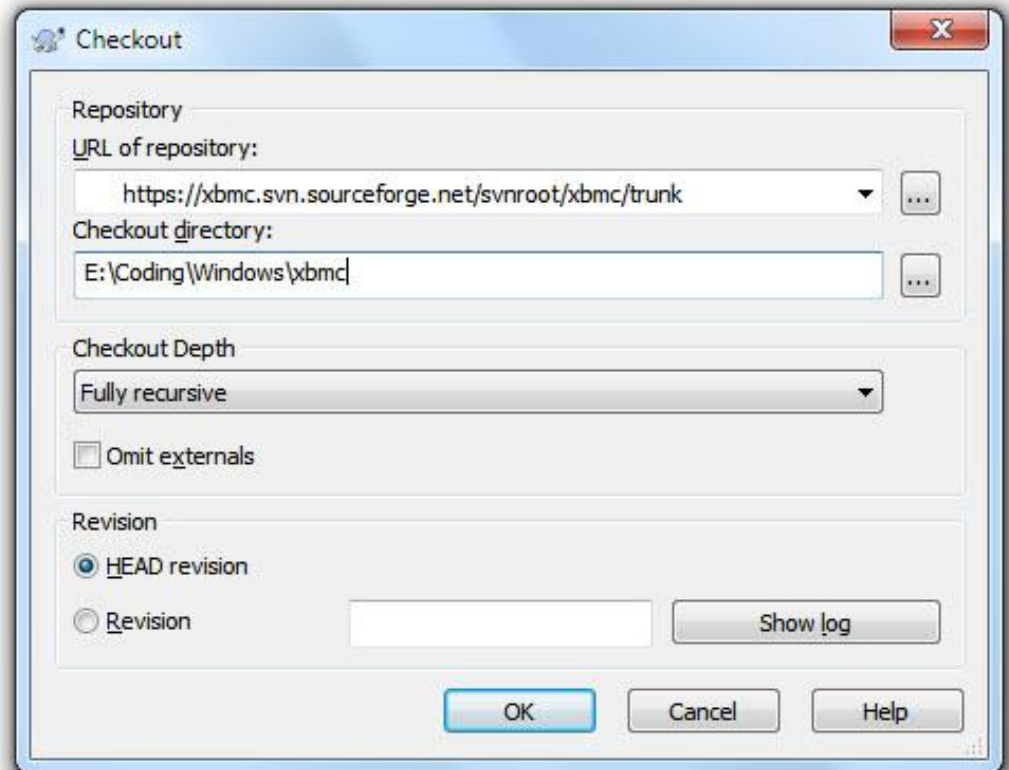 Checkout
Repository
URL of repository:
https://xbmc.svn.sourceforge.net/svnroot/xbmc/trunk
...
Checkout directory:
E:\Coding\Windows\xbmc
...
Checkout Depth
Fully recursive
Omit externals
Revision
HEAD revision
Revision
Show log
OK Cancel Help